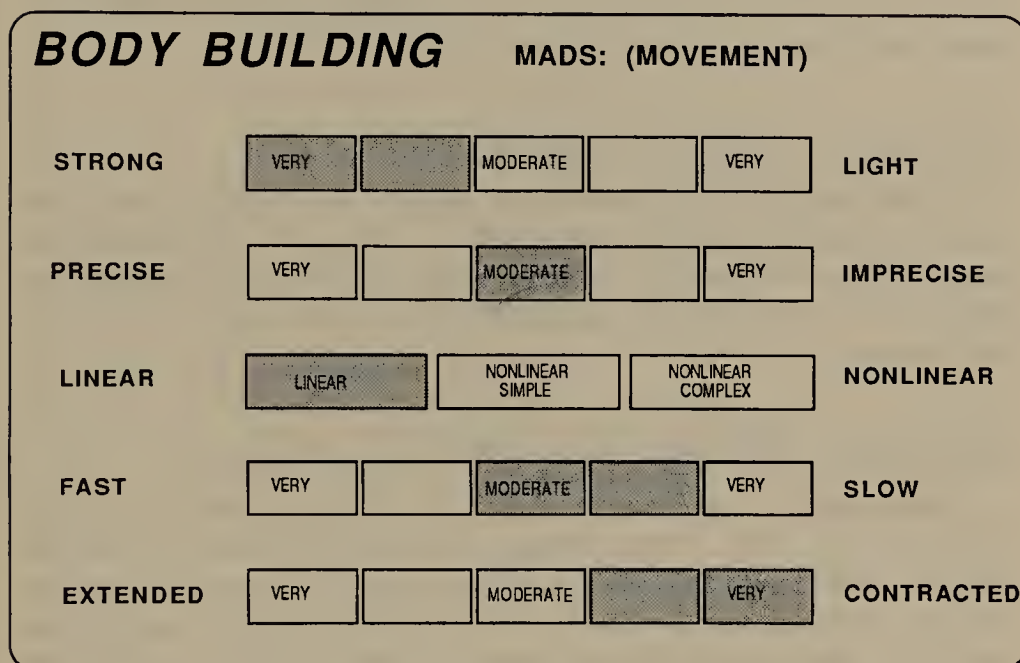 BODY BUILDING MADS: (MOVEMENT)
STRONG VERY MODERATE VERY LIGHT
PRECISE VERY MODERATE VERY IMPRECISE
LINEAR LINEAR NONLINEAR SIMPLE NONLINEAR COMPLEX NONLINEAR
FAST VERY MODERATE VERY SLOW
EXTENDED VERY MODERATE VERY CONTRACTED